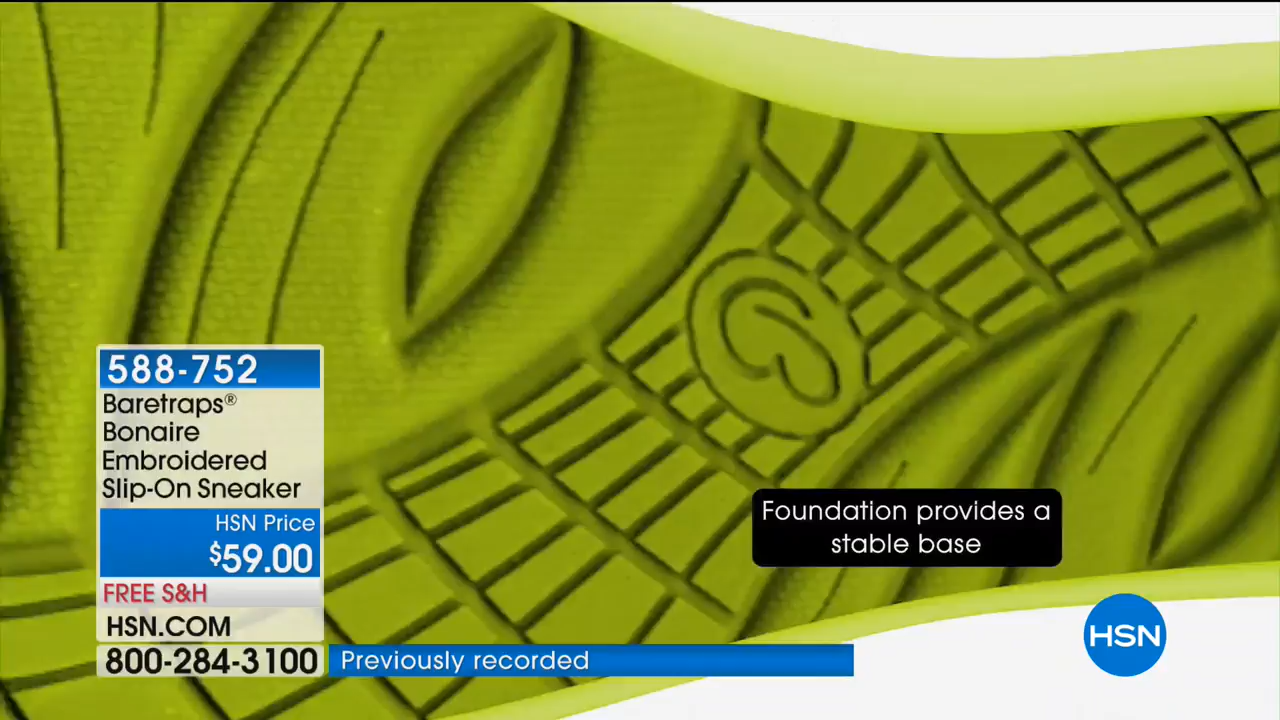 588-752
Baretraps®
Bonaire
Embroidered
Slip-On Sneaker
HSN Price
$59.00
FREE S&H
HSN.COM
800-284-3100
Previously recorded
Foundation provides a
stable base
HSN